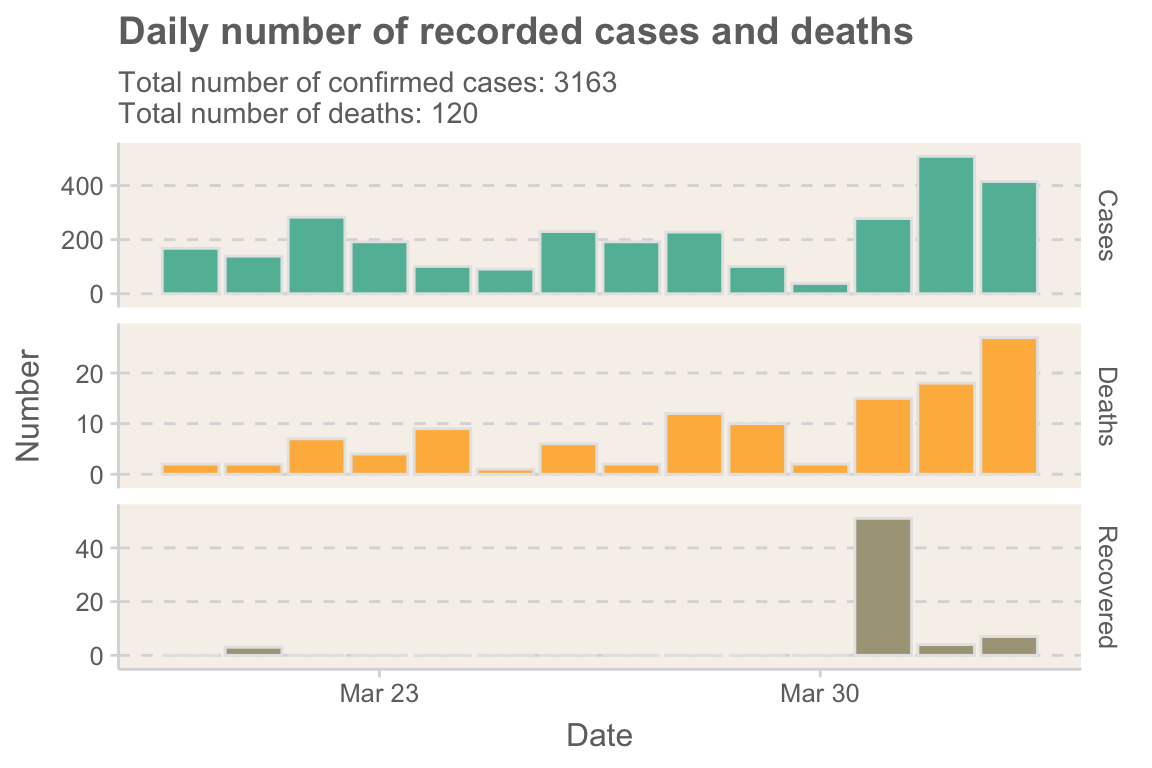 Daily number of recorded cases and deaths
Total number of confirmed cases: 3163
Total number of deaths: 120
400
200
0
Cases
20
10
0
Deaths
40
20
0
Recovered
Number
Mar 23
Mar 30
Date